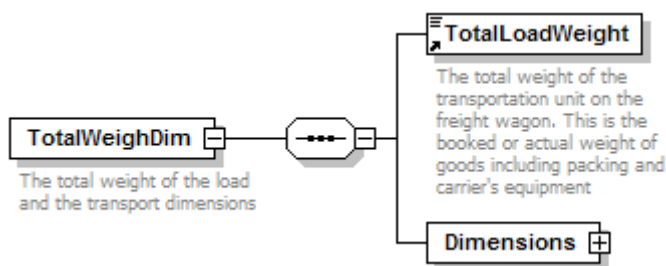 TotalLoadWeight
The total weight of the
transportation unit on the
freight wagon. This is the
booked or actual weight of
goods including packing and
carrier's equipment
TotalWeighDim
The total weight of the load
and the transport dimensions
Dimensions